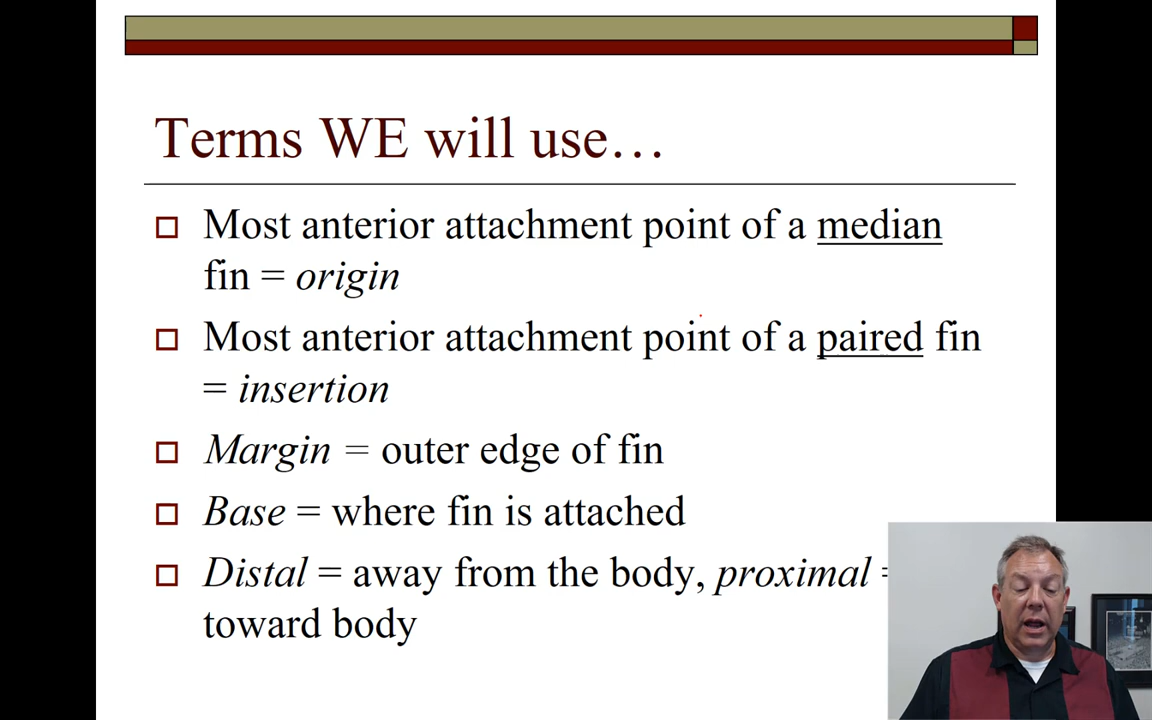 Terms WE will use…
Most anterior attachment point of a median
fin = origin
Most anterior attachment point of a paired fin
= insertion
Margin = outer edge of fin
Base = where fin is attached
Distal = away from the body, proximal =
toward body